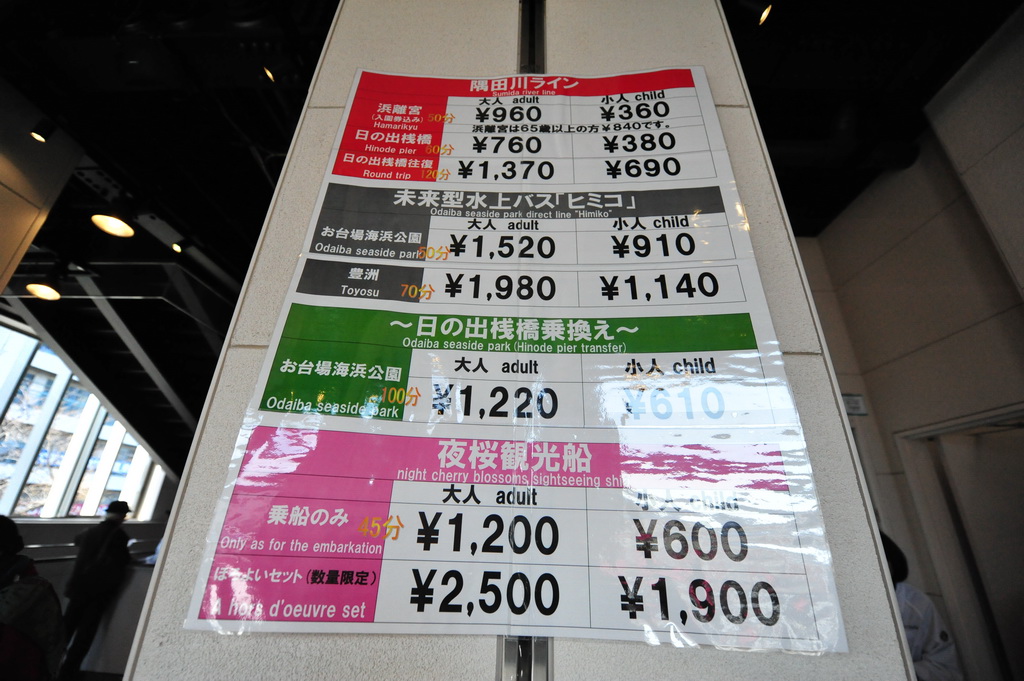 隅田川ライン
Sumida river line
大人 adult 小人 child
浜離宮 50分 ¥960 ¥360
(入園券込み)
Hamarikyu
浜離宮は65歳以上の方¥840です。
日の出桟橋 ¥760 ¥380
Hinode pier 60分
日の出桟橋往復 ¥1,370 ¥690
Round trip 120分
未来型水上バス「ヒミコ」
Odaiba seaside park direct line "Himiko"
大人 adult 小人 child
お台場海浜公園 ¥1,520 ¥910
Odaiba seaside park 50分
豊洲 ¥1,980 ¥1,140
Toyosu 70分
～日の出桟橋乗換え～
Odaiba seaside park (Hinode pier transfer)
大人 adult 小人 child
お台場海浜公園
100分 ¥1,220 ¥610
Odaiba seaside park
夜桜観光船
night cherry blossoms sightseeing
大人 adult 小人 child
乗船のみ 45分 ¥1,200 ¥600
Only as for the embarkation
ほろよいセット(数量限定) ¥2,500 ¥1,900
A hors d'oeuvre set